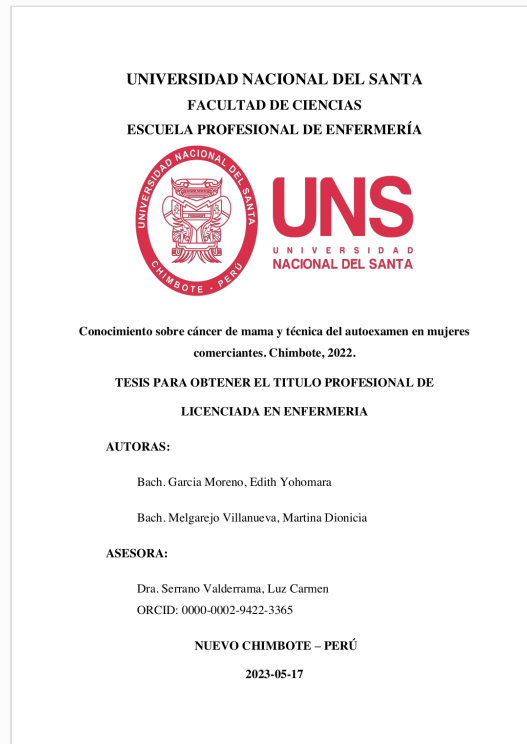 UNIVERSIDAD NACIONAL DEL SANTA
FACULTAD DE CIENCIAS
ESCUELA PROFESIONAL DE ENFERMERÍA
UNIVERSIDAD NACIONAL DEL SANTA
CHIMBOTE - PERÚ
UNS
UNIVERSIDAD
NACIONAL DEL SANTA
Conocimiento sobre cáncer de mama y técnica del autoexamen en mujeres
comerciantes. Chimbote, 2022.
TESIS PARA OBTENER EL TITULO PROFESIONAL DE
LICENCIADA EN ENFERMERIA
AUTORAS:
Bach. Garcia Moreno, Edith Yohomara
Bach. Melgarejo Villanueva, Martina Dionicia
ASESORA:
Dra. Serrano Valderrama, Luz Carmen
ORCID: 0000-0002-9422-3365
NUEVO CHIMBOTE – PERÚ
2023-05-17